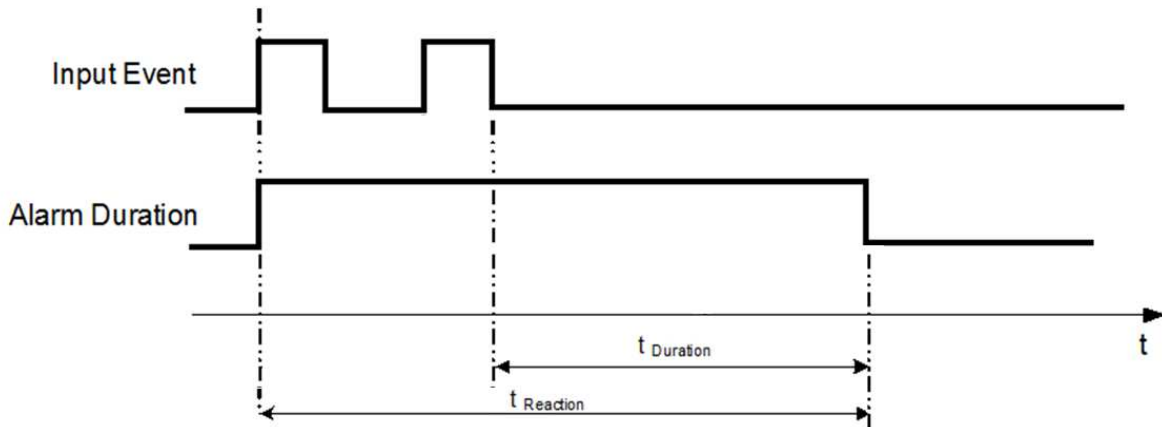 Input Event
Alarm Duration
t
t Duration
t Reaction